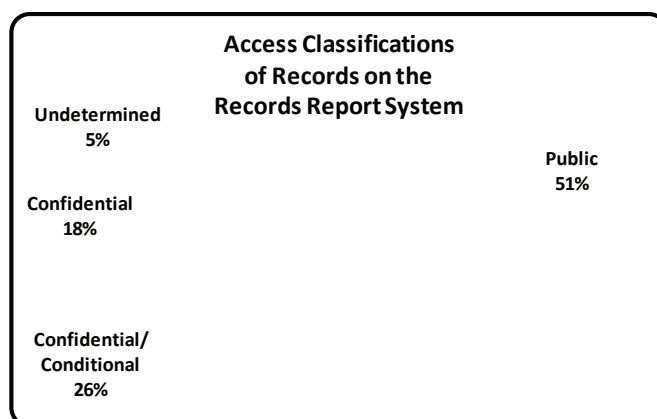 Access Classifications
of Records on the
Records Report System
Undetermined
5%
Public
51%
Confidential
18%
Confidential/
Conditional
26%